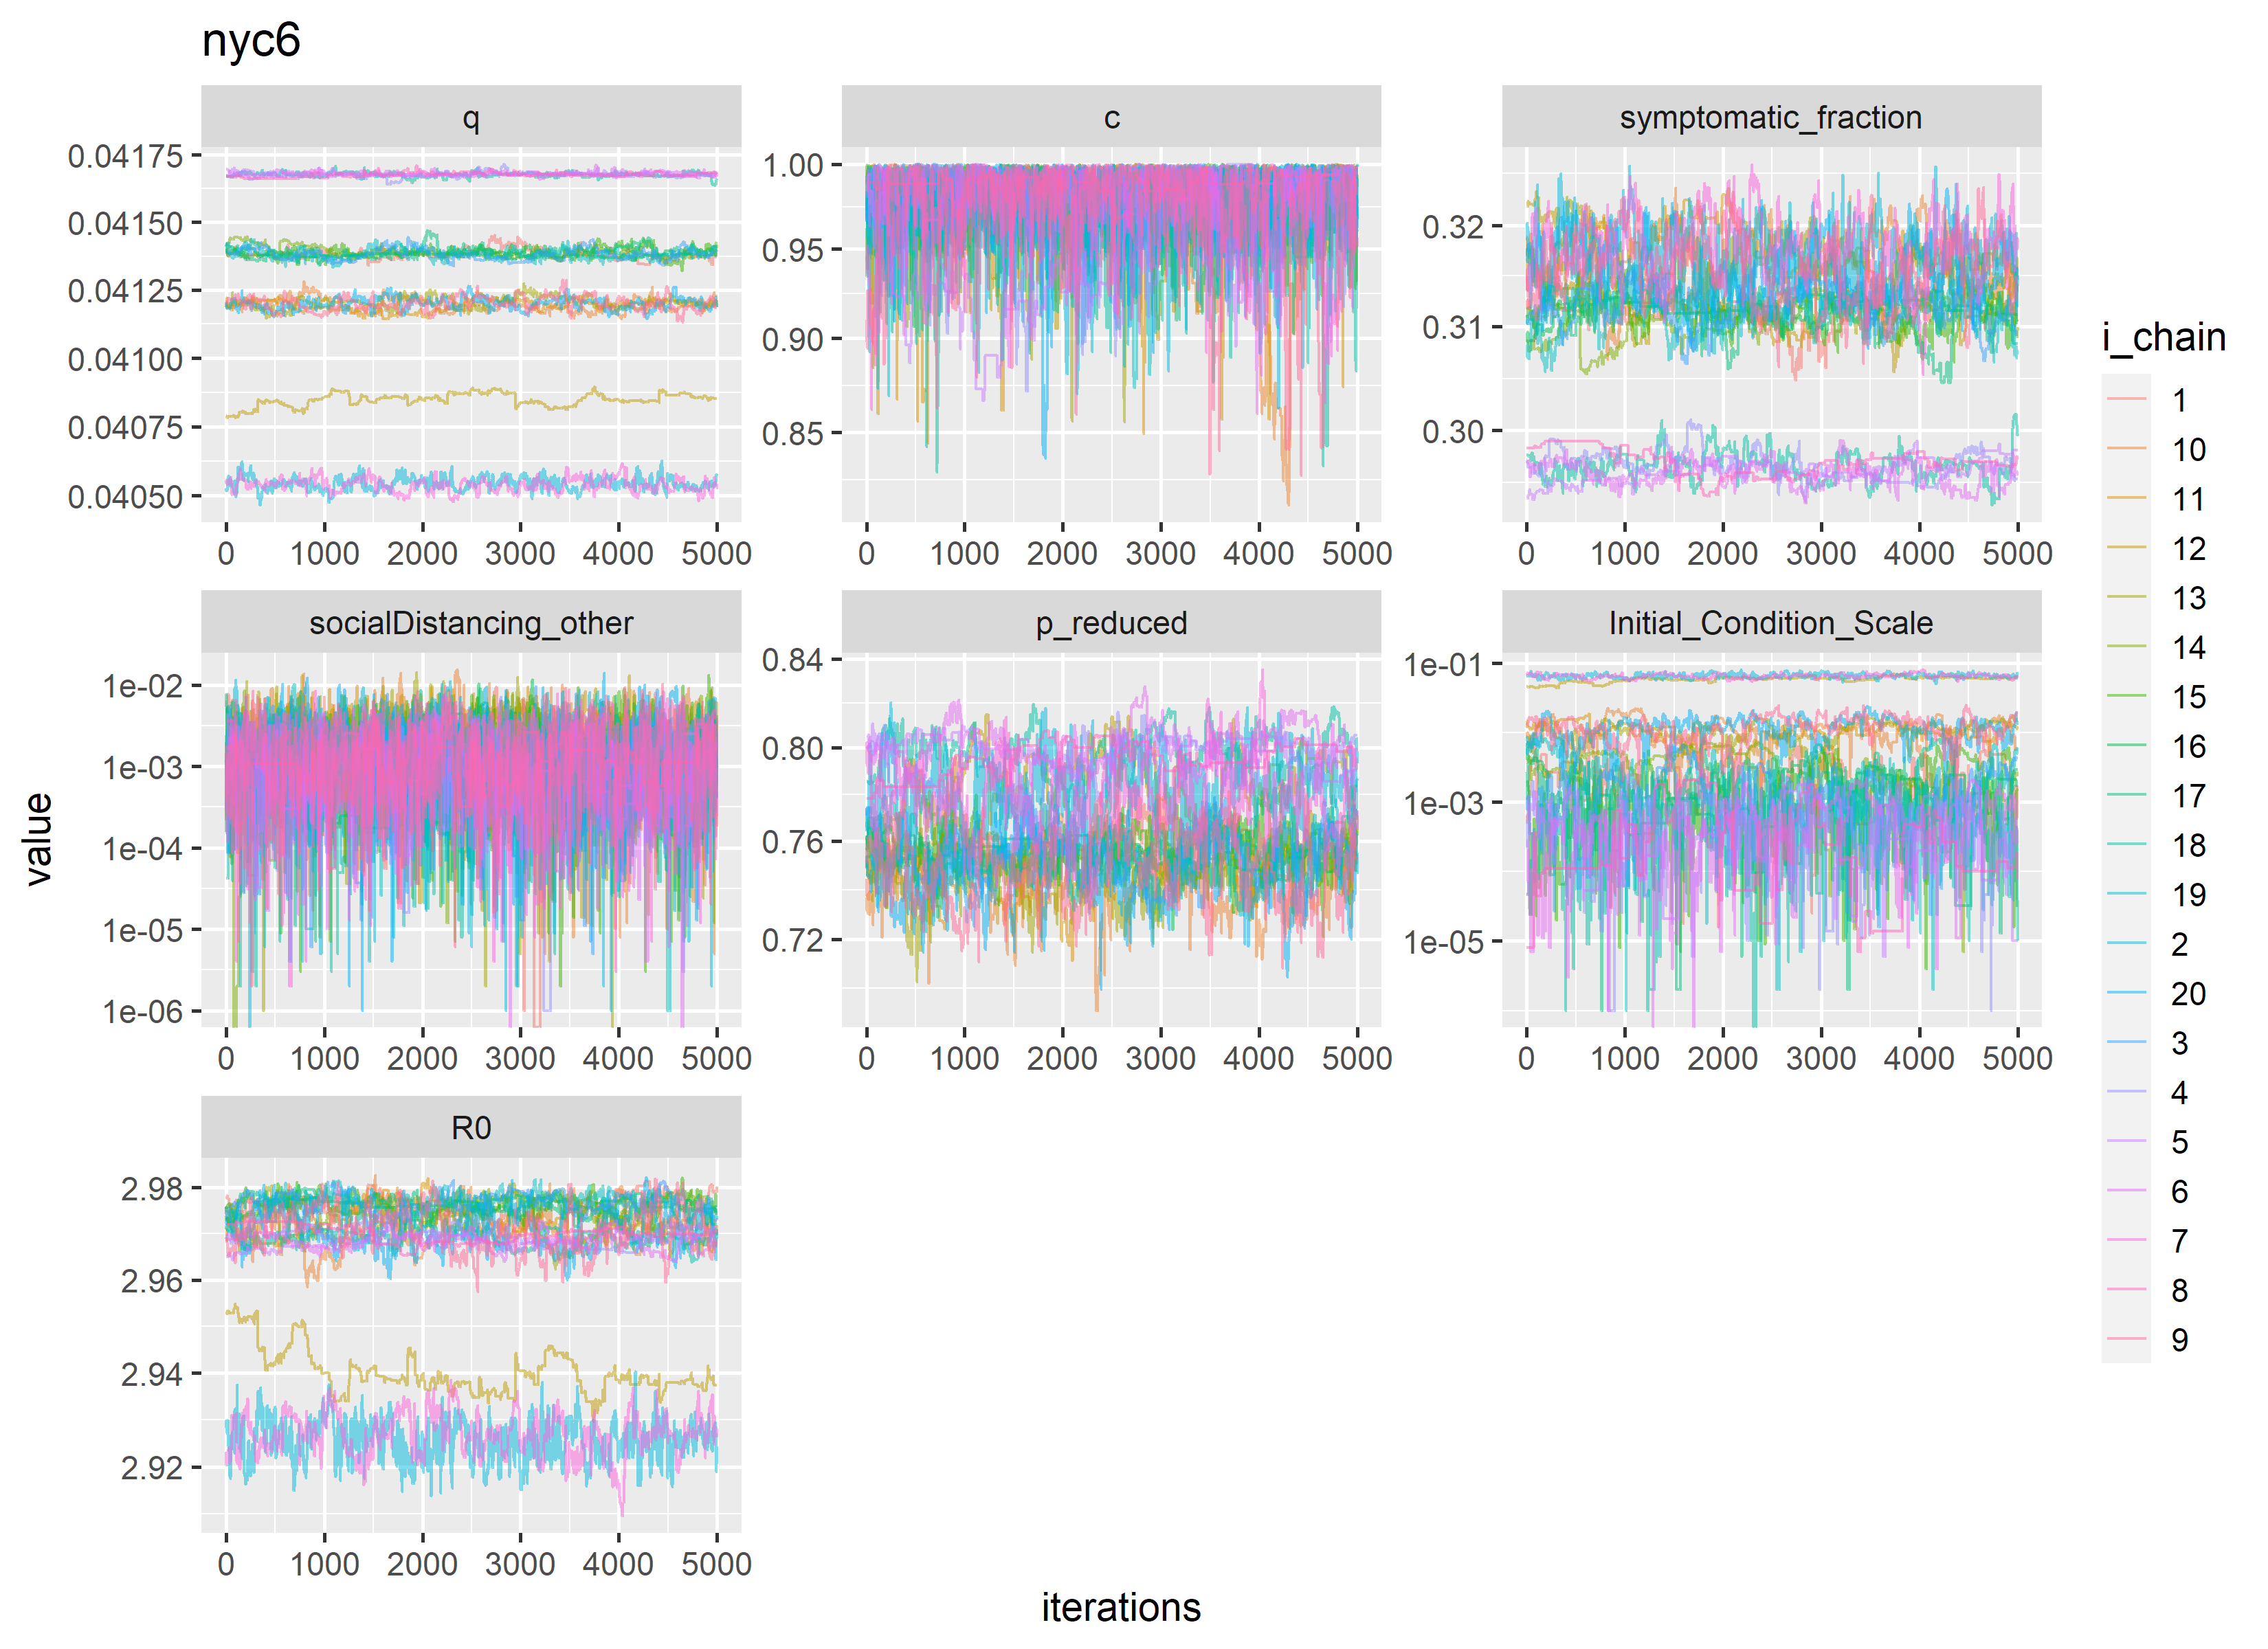 nyc6
q
c
symptomatic_fraction
0.04175
0.04150
0.04125
0.04100
0.04075
0.04050
1.00
0.95
0.90
0.85
0.32
0.31
0.30
0 1000 2000 3000 4000 5000
0 1000 2000 3000 4000 5000
0 1000 2000 3000 4000 5000
socialDistancing_other
p_reduced
Initial_Condition_Scale
1e-02
1e-03
1e-04
1e-05
1e-06
0.84
0.80
0.76
0.72
1e-01
1e-03
1e-05
0 1000 2000 3000 4000 5000
0 1000 2000 3000 4000 5000
0 1000 2000 3000 4000 5000
R0
2.98
2.96
2.94
2.92
0 1000 2000 3000 4000 5000
value
iterations
i_chain
1
10
11
12
13
14
15
16
17
18
19
2
20
3
4
5
6
7
8
9